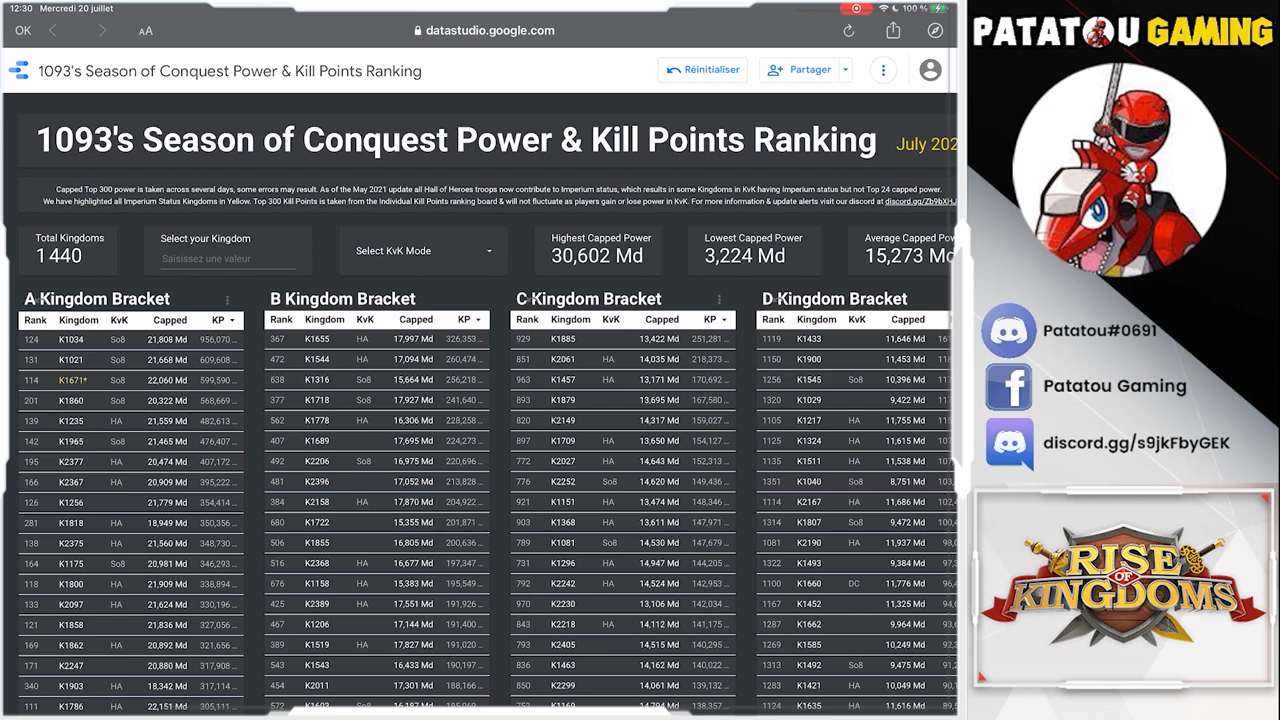 12:30 Mercredi 20 juillet
100 %
OK
AA
datastudio.google.com
1093's Season of Conquest Power & Kill Points Ranking
Réinitialiser
Partager
1093's Season of Conquest Power & Kill Points Ranking
July 202
Capped Top 300 power is taken across several days, some errors may result. As of the May 2021 update all Hall of Heroes troops now contribute to Imperium status, which results in some Kingdoms in KvK having Imperium status but not Top 24 capped power.
We have highlighted all Imperium Status Kingdoms in Yellow. Top 300 Kill Points is taken from the Individual Kill Points ranking board & will not fluctuate as players gain or lose power in KvK. For more information & update alerts visit our discord at discord.gg/Zb9bXHJ
Total Kingdoms
1 440
Select your Kingdom
Saisissez une valeur
Select KvK Mode
Highest Capped Power
30,602 Md
Lowest Capped Power
3,224 Md
Average Capped Pow
15,273 Md
A Kingdom Bracket
Rank Kingdom KvK Capped KP
124 K1034 So8 21,808 Md 956,070 ...
131 K1021 So8 21,668 Md 609,608 ...
114 K1671* So8 22,060 Md 599,590 ...
201 K1860 So8 20,322 Md 568,669 ...
139 K1235 HA 21,559 Md 482,613 ...
142 K1965 So8 21,465 Md 476,407 ...
195 K2377 HA 20,474 Md 407,172 ...
166 K2367 HA 20,909 Md 395,222 ...
126 K1256 21,779 Md 354,414 ...
281 K1818 HA 18,949 Md 350,356 ...
138 K2375 HA 21,560 Md 348,730 ...
164 K1175 So8 20,981 Md 346,293 ...
118 K1800 HA 21,909 Md 338,894 ...
133 K2097 HA 21,624 Md 330,196 ...
121 K1858 21,836 Md 327,056 ...
169 K1862 HA 20,892 Md 321,656 ...
171 K2247 20,880 Md 317,908 ...
340 K1903 HA 18,342 Md 317,114 ...
111 K1786 HA 22,151 Md 305,111 ...
B Kingdom Bracket
Rank Kingdom KvK Capped KP
367 K1655 HA 17,997 Md 326,353 ...
472 K1544 HA 17,094 Md 260,474 ...
638 K1316 So8 15,664 Md 256,218 ...
377 K1718 So8 17,927 Md 241,640 ...
562 K1778 HA 16,306 Md 228,258 ...
407 K1689 17,695 Md 224,273 ...
492 K2206 So8 16,975 Md 220,696 ...
481 K2396 17,052 Md 213,828 ...
384 K2158 HA 17,870 Md 204,922 ...
680 K1722 15,355 Md 201,871 ...
506 K1855 16,805 Md 200,636 ...
516 K2368 HA 16,677 Md 197,347 ...
676 K1158 HA 15,383 Md 195,549 ...
425 K2389 HA 17,551 Md 191,926 ...
467 K1206 17,144 Md 191,400 ...
389 K1519 HA 17,827 Md 191,020 ...
543 K1543 16,433 Md 190,197 ...
454 K2011 17,301 Md 188,166 ...
572 K1603 So8 16,187 Md 185,069 ...
C Kingdom Bracket
Rank Kingdom KvK Capped KP
929 K1885 13,422 Md 251,281 ...
851 K2061 HA 14,035 Md 218,373 ...
963 K1457 HA 13,171 Md 170,692 ...
893 K1879 13,695 Md 167,580 ...
820 K2149 14,317 Md 159,027 ...
897 K1709 HA 13,650 Md 154,127 ...
772 K2027 HA 14,643 Md 152,313 ...
776 K2252 So8 14,620 Md 149,436 ...
921 K1151 HA 13,474 Md 148,346 ...
903 K1368 HA 13,611 Md 147,971 ...
789 K1081 So8 14,530 Md 147,679 ...
731 K1296 HA 14,947 Md 144,205 ...
792 K2242 HA 14,524 Md 142,953 ...
970 K2230 13,106 Md 142,034 ...
843 K2218 HA 14,112 Md 141,175 ...
793 K2405 14,515 Md 140,295 ...
836 K1463 14,162 Md 140,022 ...
850 K2299 14,061 Md 139,132 ...
753 K1169 14,794 Md 138,357 ...
D Kingdom Bracket
Rank Kingdom KvK Capped
1119 K1433 11,646 Md
1150 K1900 11,453 Md
1256 K1545 So8 10,396 Md
1320 K1029 9,422 Md
1105 K1217 HA 11,755 Md
1125 K1324 HA 11,615 Md
1135 K1511 HA 11,538 Md
1351 K1040 So8 8,751 Md
1114 K2167 HA 11,686 Md
1314 K1807 So8 9,472 Md
1081 K2190 HA 11,937 Md
1322 K1493 9,384 Md
1100 K1660 DC 11,776 Md
1167 K1452 11,325 Md
1287 K1662 9,964 Md
1269 K1585 10,249 Md
1313 K1492 So8 9,475 Md
1283 K1421 HA 10,049 Md
1124 K1635 HA 11,616 Md
PATATOU GAMING
Patatou#0691
Patatou Gaming
discord.gg/s9jkFbyGEK
RISE
OF
KINGDOMS